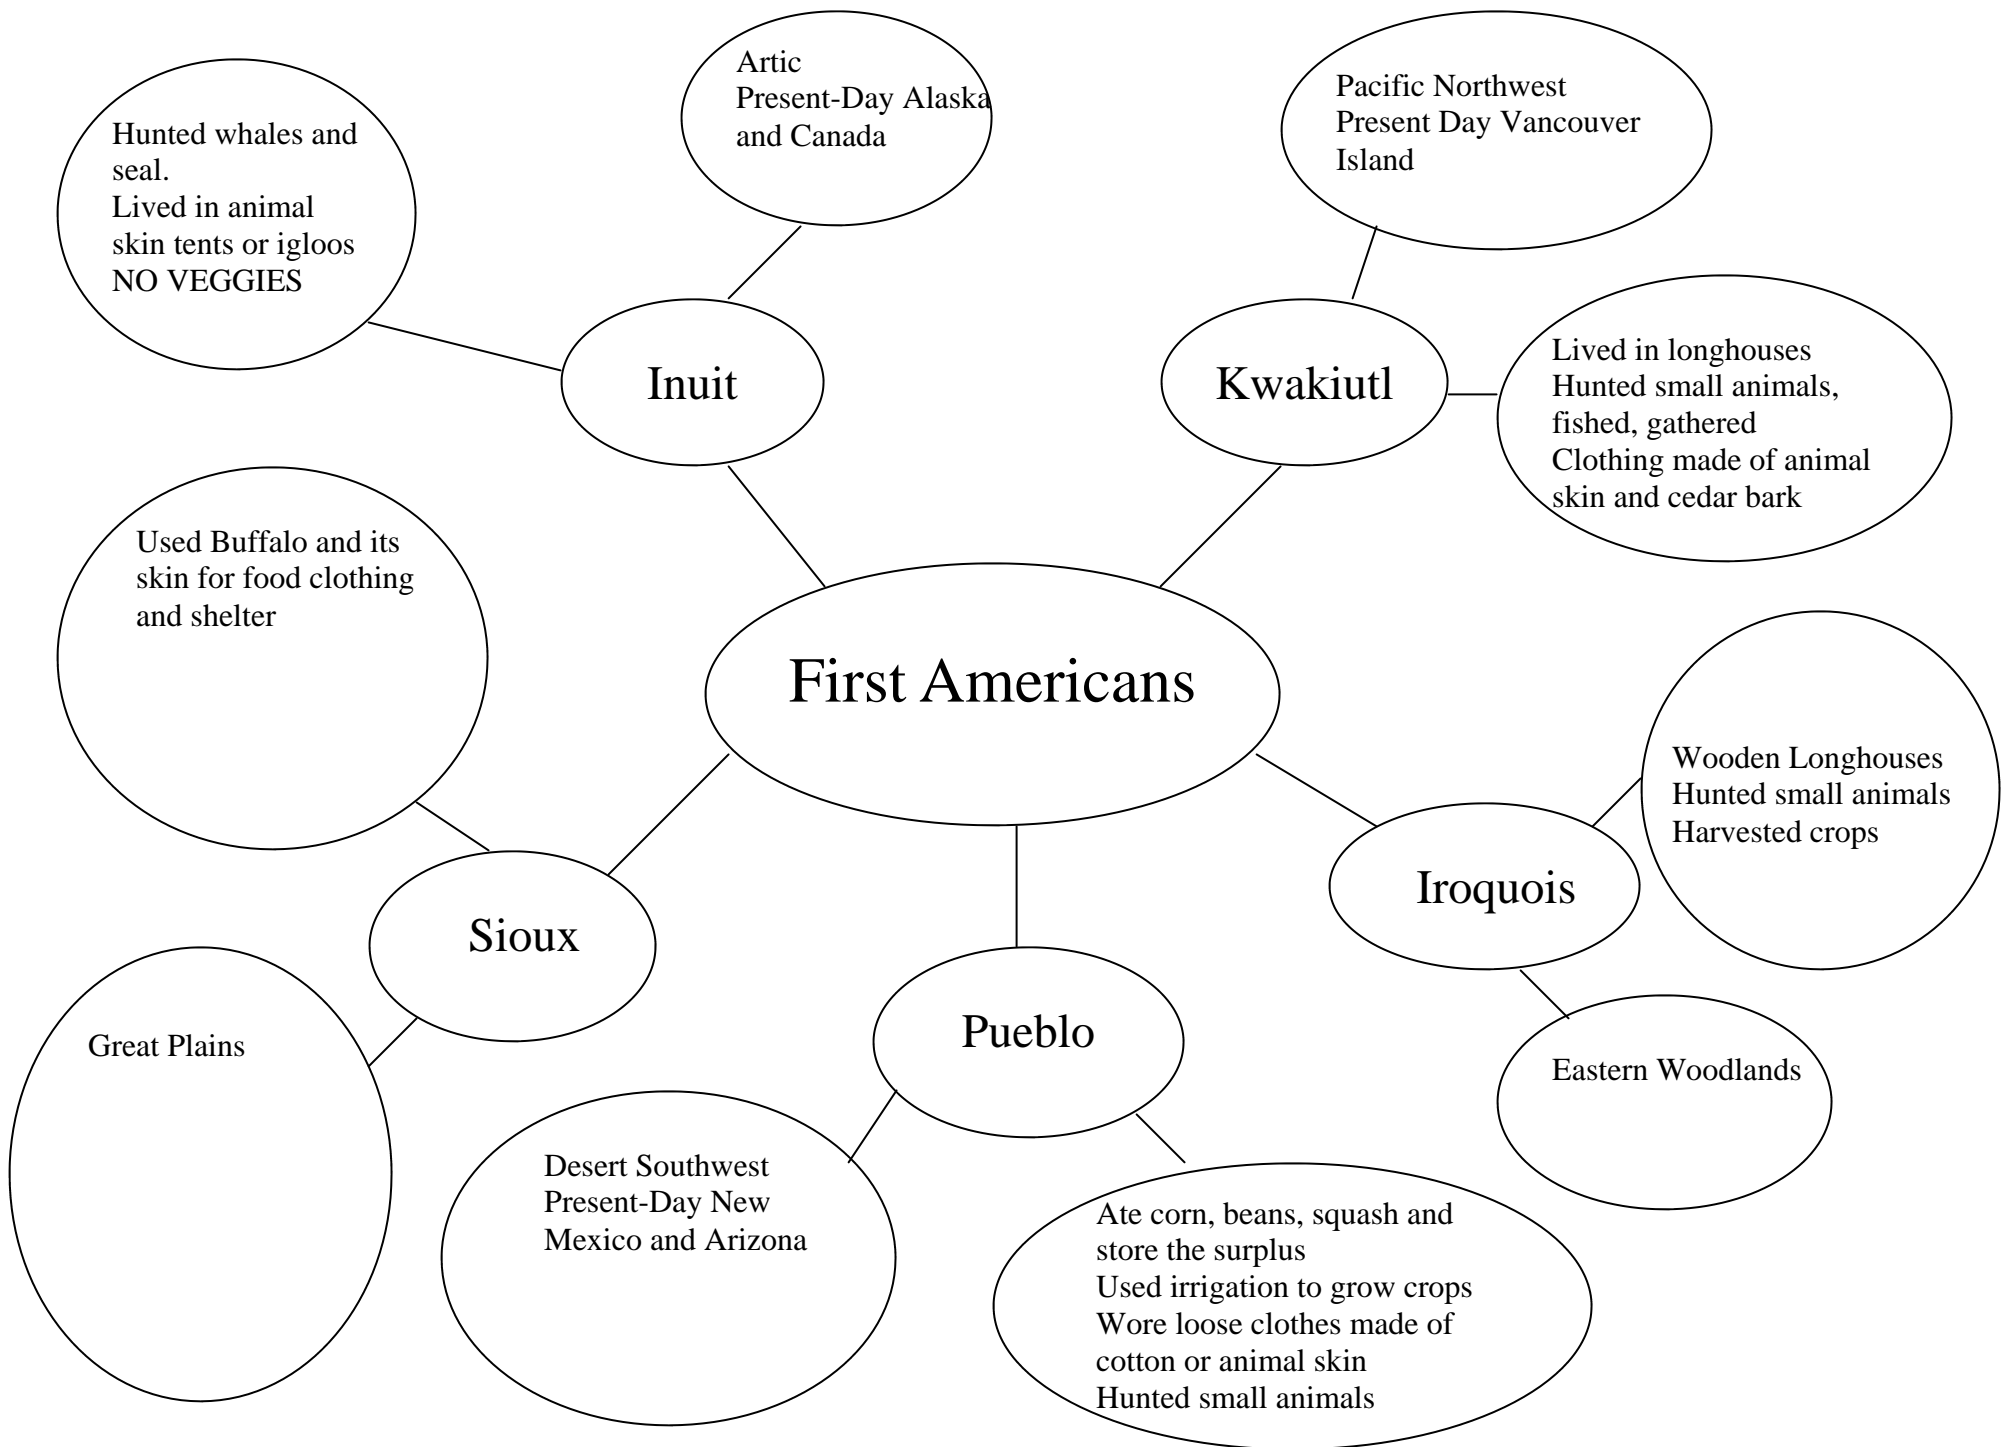 Artic
Present-Day Alaska
and Canada
Pacific Northwest
Present Day Vancouver
Island
Hunted whales and
seal.
Lived in animal
skin tents or igloos
NO VEGGIES
Inuit
Kwakiutl
Lived in longhouses
Hunted small animals,
fished, gathered
Clothing made of animal
skin and cedar bark
Used Buffalo and its
skin for food clothing
and shelter
First Americans
Wooden Longhouses
Hunted small animals
Harvested crops
Iroquois
Sioux
Pueblo
Great Plains
Eastern Woodlands
Desert Southwest
Present-Day New
Mexico and Arizona
Ate corn, beans, squash and
store the surplus
Used irrigation to grow crops
Wore loose clothes made of
cotton or animal skin
Hunted small animals